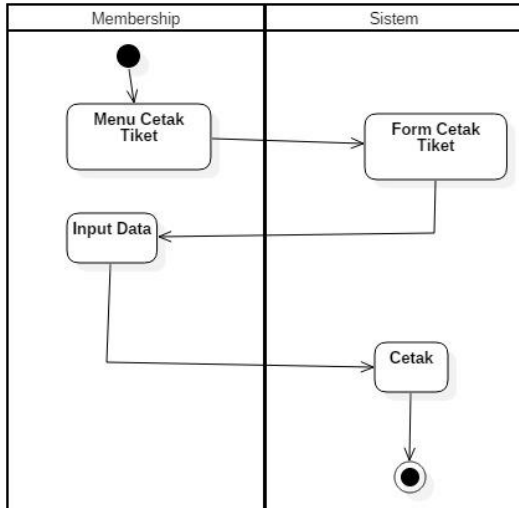 Membership
Sistem
Menu Cetak
Tiket
Form Cetak
Tiket
Input Data
Cetak